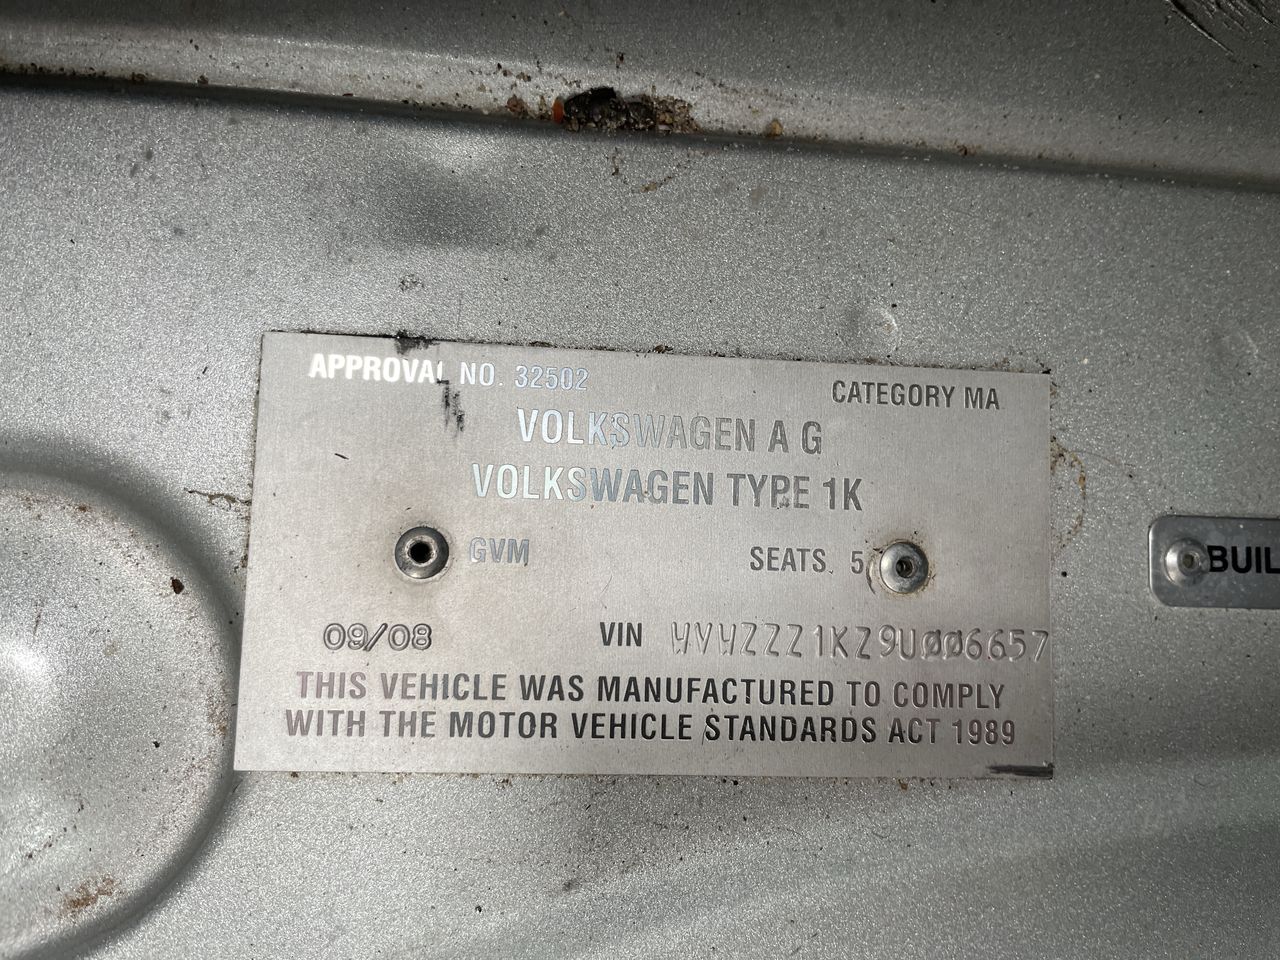 APPROVAL NO. 32502
CATEGORY MA
VOLKSWAGEN A G
VOLKSWAGEN TYPE 1K
GVM
SEATS. 5
09/08
VIN WVWZZZ1KZ9U006657
THIS VEHICLE WAS MANUFACTURED TO COMPLY
WITH THE MOTOR VEHICLE STANDARDS ACT 1989
BUIL